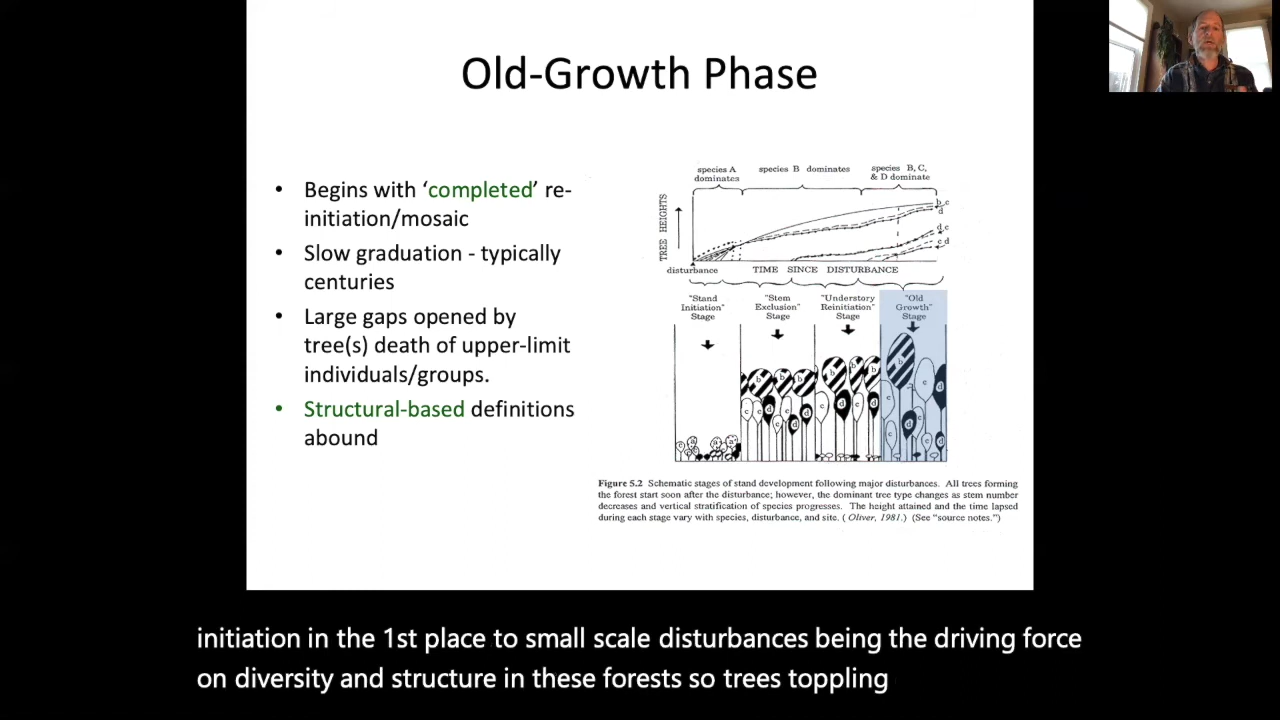 Old-Growth Phase
• Begins with ‘completed’ re-
initiation/mosaic
• Slow graduation - typically
centuries
• Large gaps opened by
tree(s) death of upper-limit
individuals/groups.
• Structural-based definitions
abound
species A
dominates
species B dominates
species B, C,
& D dominate
TREE HEIGHTS
b c
d
d c
c d
disturbance
TIME SINCE DISTURBANCE
"Stand
Initiation"
Stage
"Stem
Exclusion"
Stage
"Understory
Reinitiation"
Stage
"Old
Growth"
Stage
Figure 5.2 Schematic stages of stand development following major disturbances. All trees forming
the forest start soon after the disturbance; however, the dominant tree type changes as stem number
decreases and vertical stratification of species progresses. The height attained and the time lapsed
during each stage vary with species, disturbance, and site. ( Oliver, 1981.) (See "source notes.")
initiation in the 1st place to small scale disturbances being the driving force
on diversity and structure in these forests so trees toppling